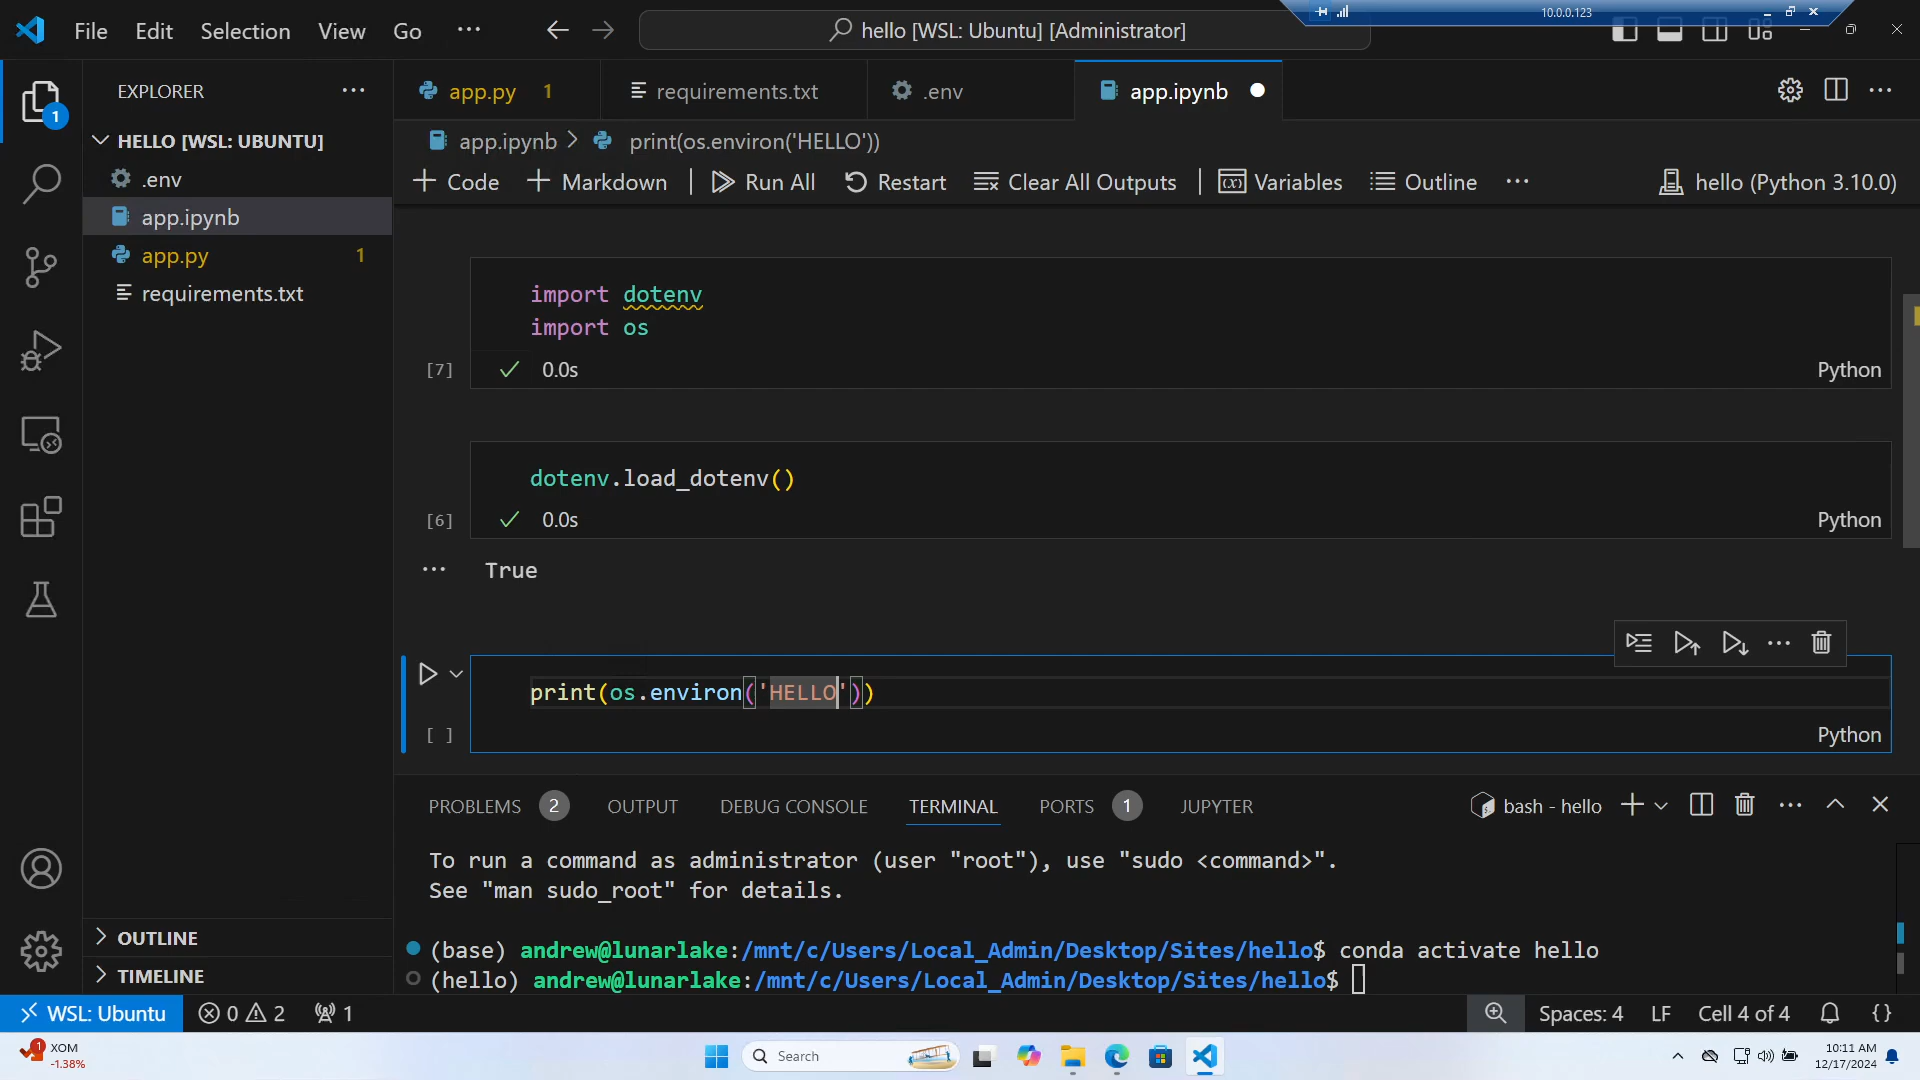 File Edit Selection View Go ···
hello [WSL: Ubuntu] [Administrator]
10.0.0.123
1
EXPLORER ···
HELLO [WSL: UBUNTU]
.env
app.ipynb
app.py 1
requirements.txt
OUTLINE
TIMELINE
app.py 1 requirements.txt .env app.ipynb ···
app.ipynb > print(os.environ('HELLO'))
+ Code + Markdown | Run All Restart Clear All Outputs | Variables Outline ··· hello (Python 3.10.0)
import dotenv
import os
[7] ✓ 0.0s Python
dotenv.load_dotenv()
[6] ✓ 0.0s Python
··· True
print(os.environ('HELLO'))
[ ] Python
PROBLEMS 2 OUTPUT DEBUG CONSOLE TERMINAL PORTS 1 JUPYTER bash - hello
To run a command as administrator (user "root"), use "sudo <command>".
See "man sudo_root" for details.
(base) andrew@lunarlake:/mnt/c/Users/Local_Admin/Desktop/Sites/hello$ conda activate hello
(hello) andrew@lunarlake:/mnt/c/Users/Local_Admin/Desktop/Sites/hello$
WSL: Ubuntu 0 2 1 Spaces: 4 LF Cell 4 of 4 {}
1 XOM
-1.38%
Search
10:11 AM
12/17/2024